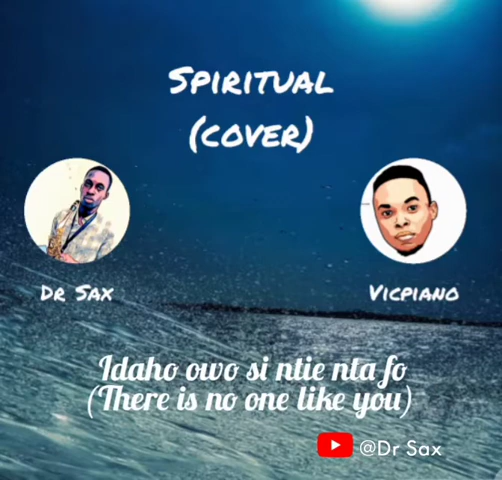 SPIRITUAL
(COVER)
DR SAX
VICPIANO
Idaho owo si ntie nta fo
(There is no one like you)
@Dr Sax